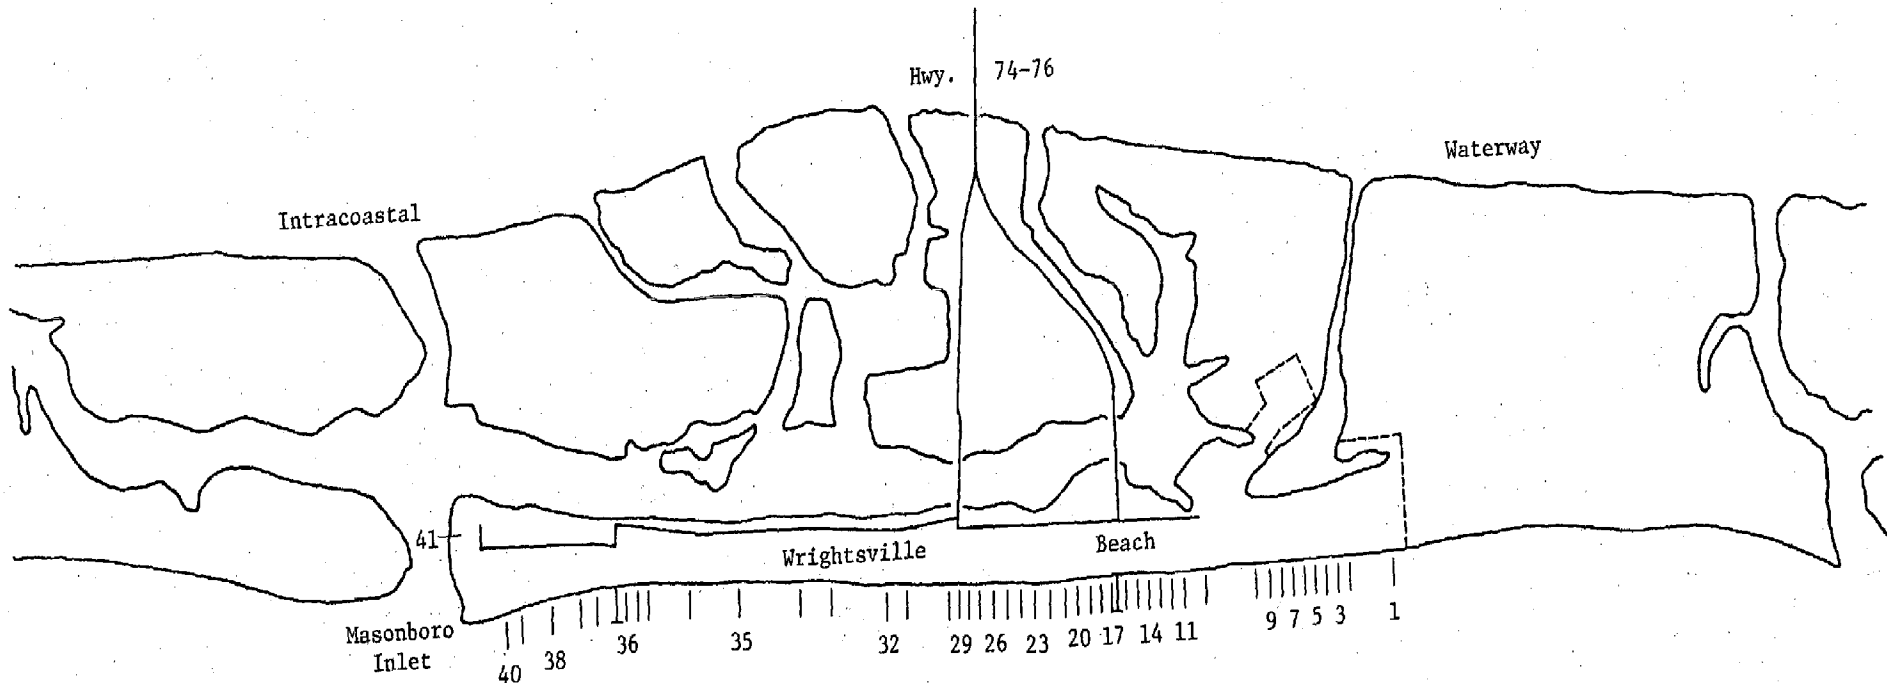 Hwy. 74-76
Waterway
Intracoastal
41
Wrightsville Beach
Masonboro
Inlet
40 38 36 35 32 29 26 23 20 17 14 11 9 7 5 3 1